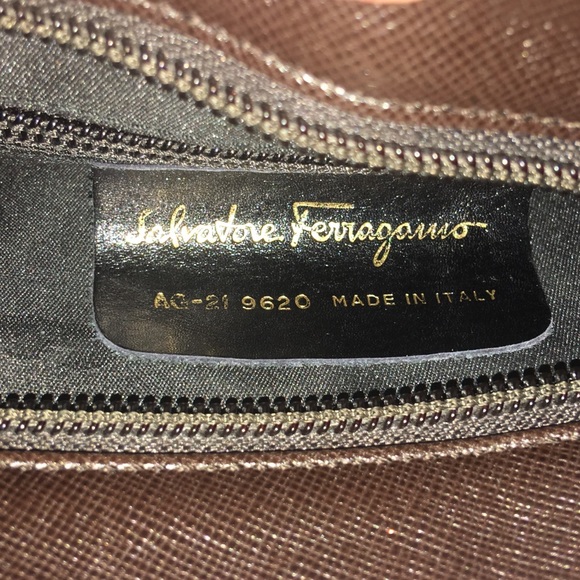 Salvatore Ferragamo
AG-21 9620 MADE IN ITALY